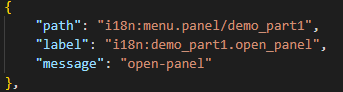 {
"path": "i18n:menu.panel/demo_part1",
"label": "i18n:demo_part1.open_panel",
"message": "open-panel"
},